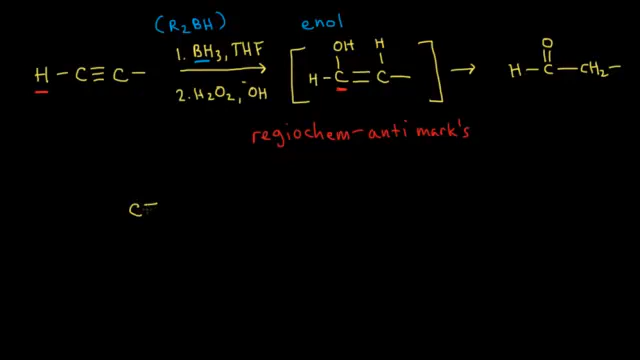 (R₂BH) enol
1. BH₃, THF OH H O
H-C≡C- → [H-C=C-] → H-C-CH₂-
2. H₂O₂, ⁻OH
regiochem-anti mark's
C